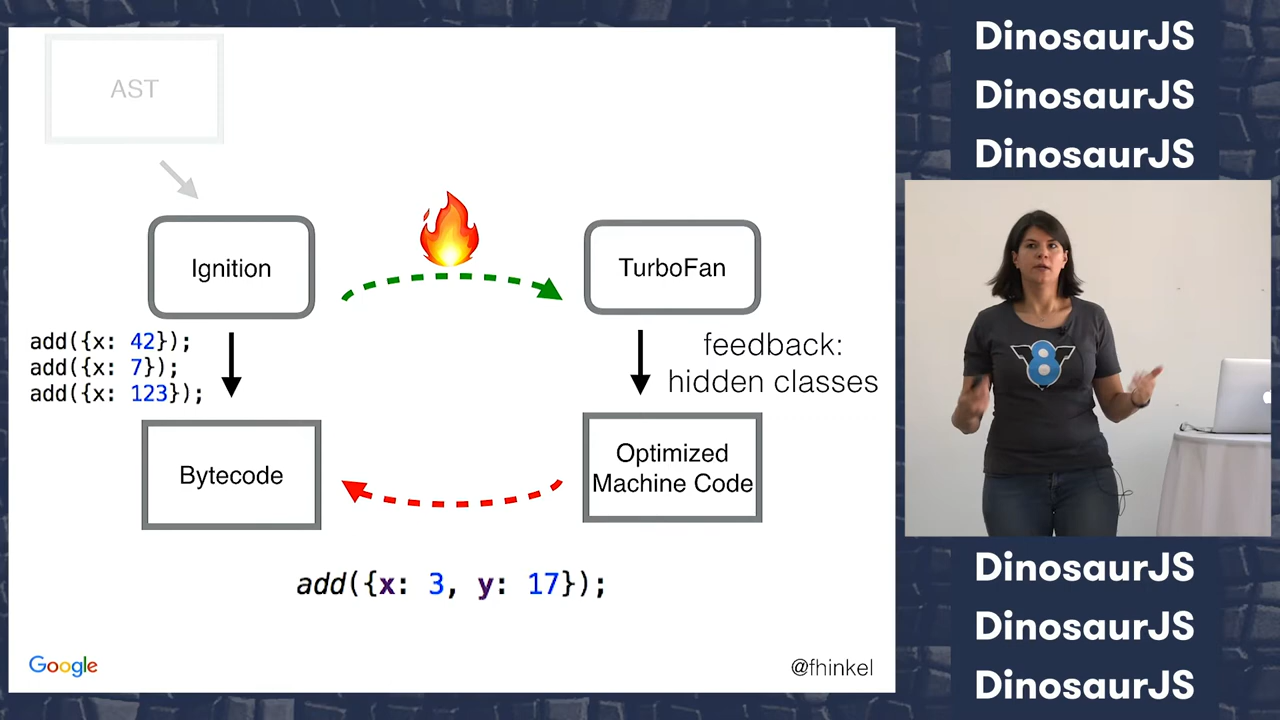 AST
Ignition
TurboFan
add({x: 42});
add({x: 7});
add({x: 123});
feedback:
hidden classes
Bytecode
Optimized
Machine Code
add({x: 3, y: 17});
Google
@fhinkel
DinosaurJS
DinosaurJS
DinosaurJS
8
DinosaurJS
DinosaurJS
DinosaurJS